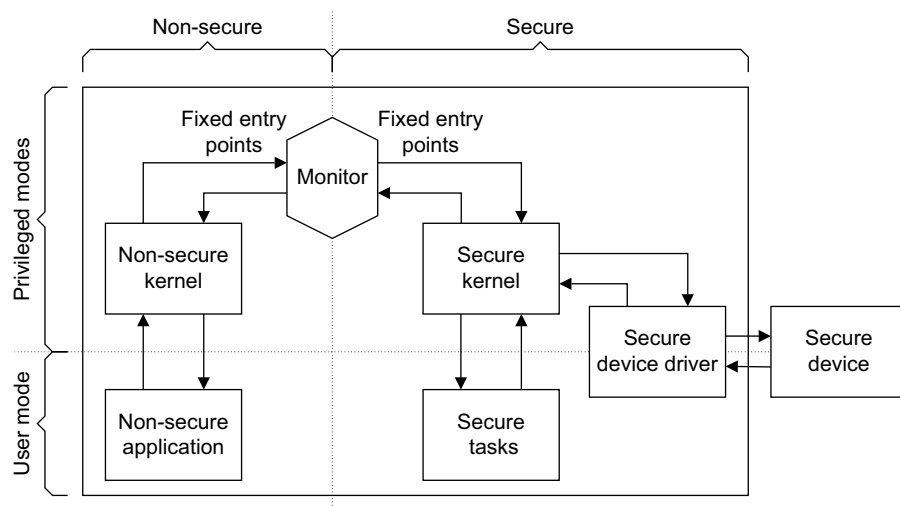 Non-secure
Secure
Fixed entry
points
Fixed entry
points
Monitor
Privileged modes
Non-secure
kernel
Secure
kernel
Secure
device driver
Secure
device
User mode
Non-secure
application
Secure
tasks